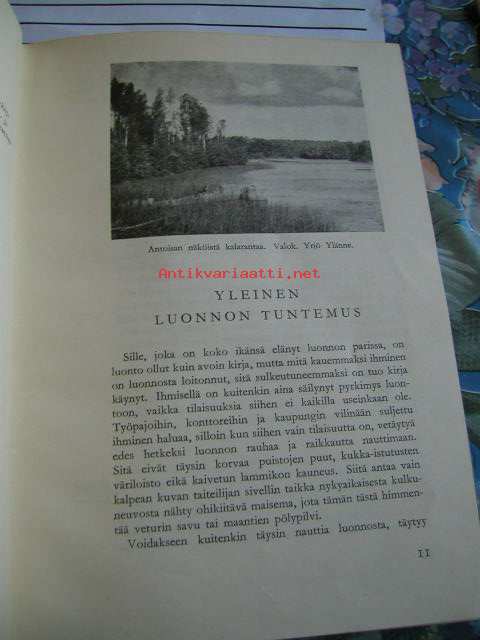 Antoisan näköistä kalarantaa. Valok. Yrjö Ylänne.
Antikvariaatti.net
YLEINEN
LUONNON TUNTEMUS
Sille, joka on koko ikänsä elänyt luonnon parissa, on
luonto ollut kuin avoin kirja, mutta mitä kauemmaksi ihminen
on luonnosta loitonnut, sitä sulkeutuneemmaksi on tuo kirja
käynyt. Ihmisellä on kuitenkin aina säilynyt pyrkimys luon-
toon, vaikka tilaisuuksia siihen ei kaikilla useinkaan ole.
Työpajoihin, konttoreihin ja kaupungin vilinään suljettu
ihminen haluaa, silloin kun siihen vain tilaisuutta on, vetäytyä
edes hetkeksi luonnon rauhaa ja raikkautta nauttimaan.
Sitä eivät täysin korvaa puistojen puut, kukka-istutusten
väriloisto eikä kaivetun lammikon kauneus. Siitä antaa vain
kalpean kuvan taiteilijan sivellin taikka nykyaikaisesta kulku-
neuvosta nähty ohikiitävä maisema, jota tämän tästä himmen-
tää veturin savu tai maantien pölypilvi.
Voidakseen kuitenkin täysin nauttia luonnosta, täytyy
11